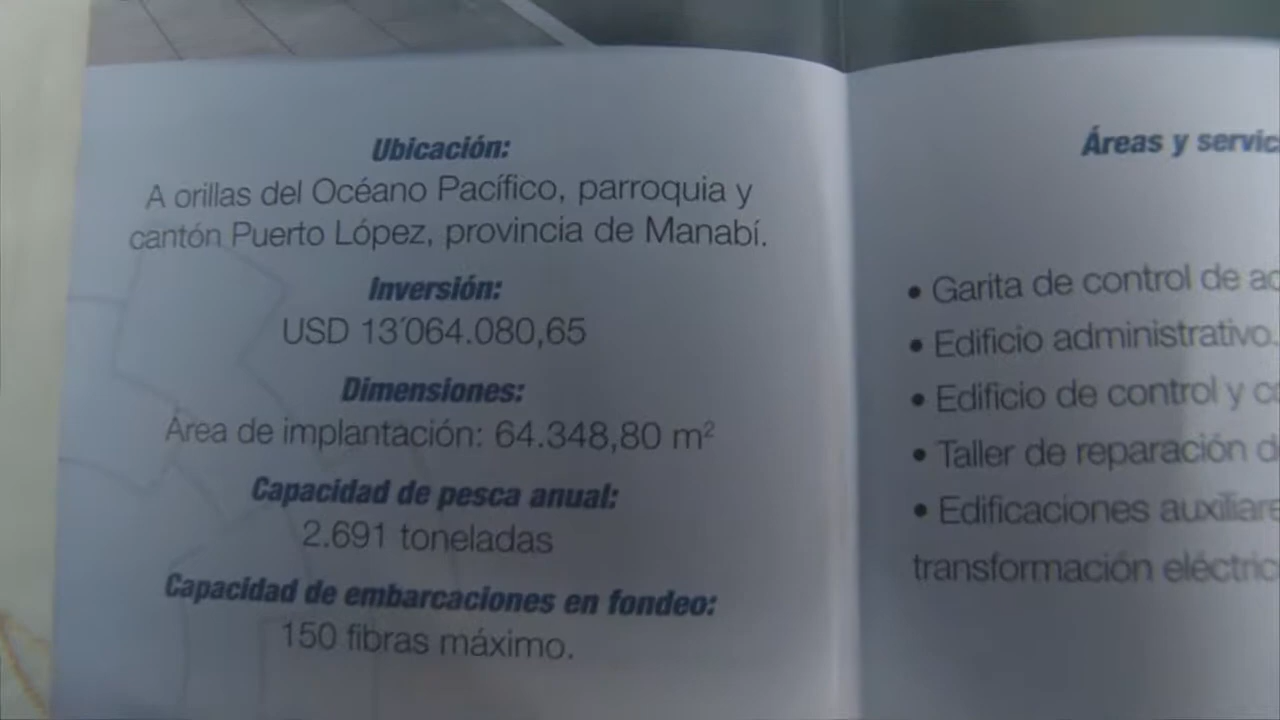 Ubicación:
A orillas del Océano Pacífico, parroquia y
cantón Puerto López, provincia de Manabí.
Inversión:
USD 13´064.080,65
Dimensiones:
Área de implantación: 64.348,80 m²
Capacidad de pesca anual:
2.691 toneladas
Capacidad de embarcaciones en fondeo:
150 fibras máximo.
Áreas y servic
• Garita de control de ac
• Edificio administrativo.
• Edificio de control y
• Taller de reparación d
• Edificaciones auxiliare
transformación eléctric